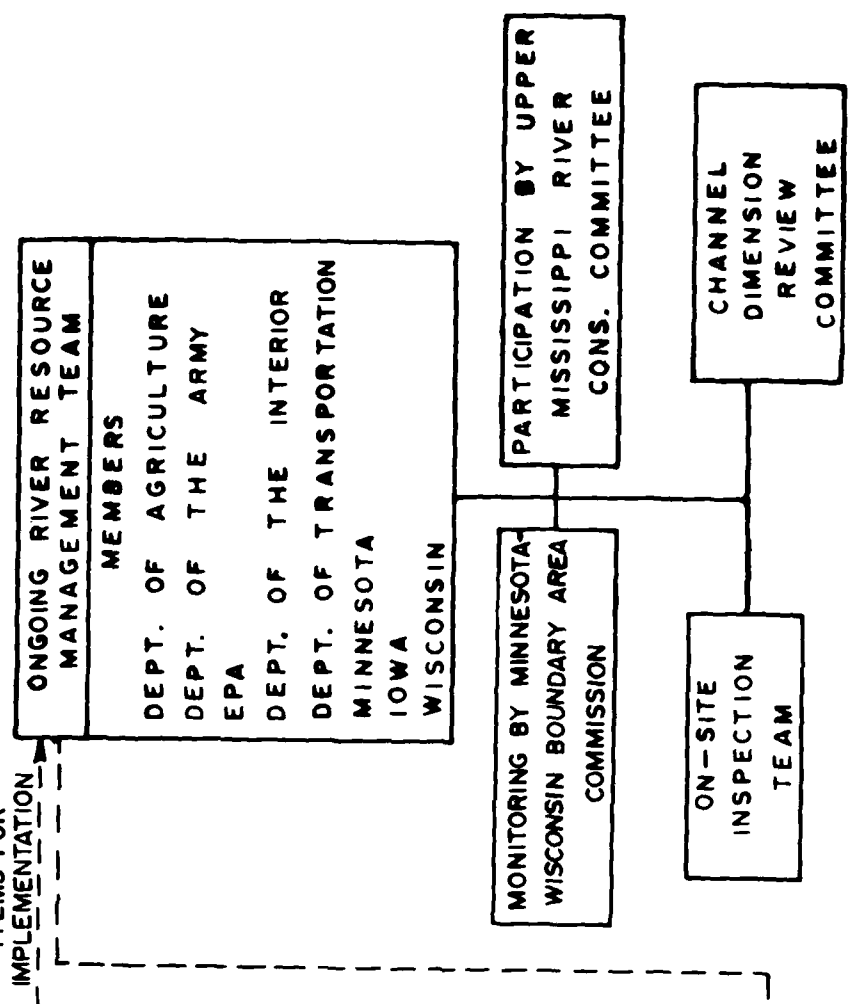 IMPLEMENTATION
ONGOING RIVER RESOURCE
MANAGEMENT TEAM
MEMBERS
DEPT. OF AGRICULTURE
DEPT. OF THE ARMY
EPA
DEPT. OF THE INTERIOR
DEPT. OF TRANSPORTATION
MINNESOTA
IOWA
WISCONSIN
MONITORING BY MINNESOTA-
WISCONSIN BOUNDARY AREA
COMMISSION
PARTICIPATION BY UPPER
MISSISSIPPI RIVER
CONS. COMMITTEE
ON-SITE
INSPECTION
TEAM
CHANNEL
DIMENSION
REVIEW
COMMITTEE